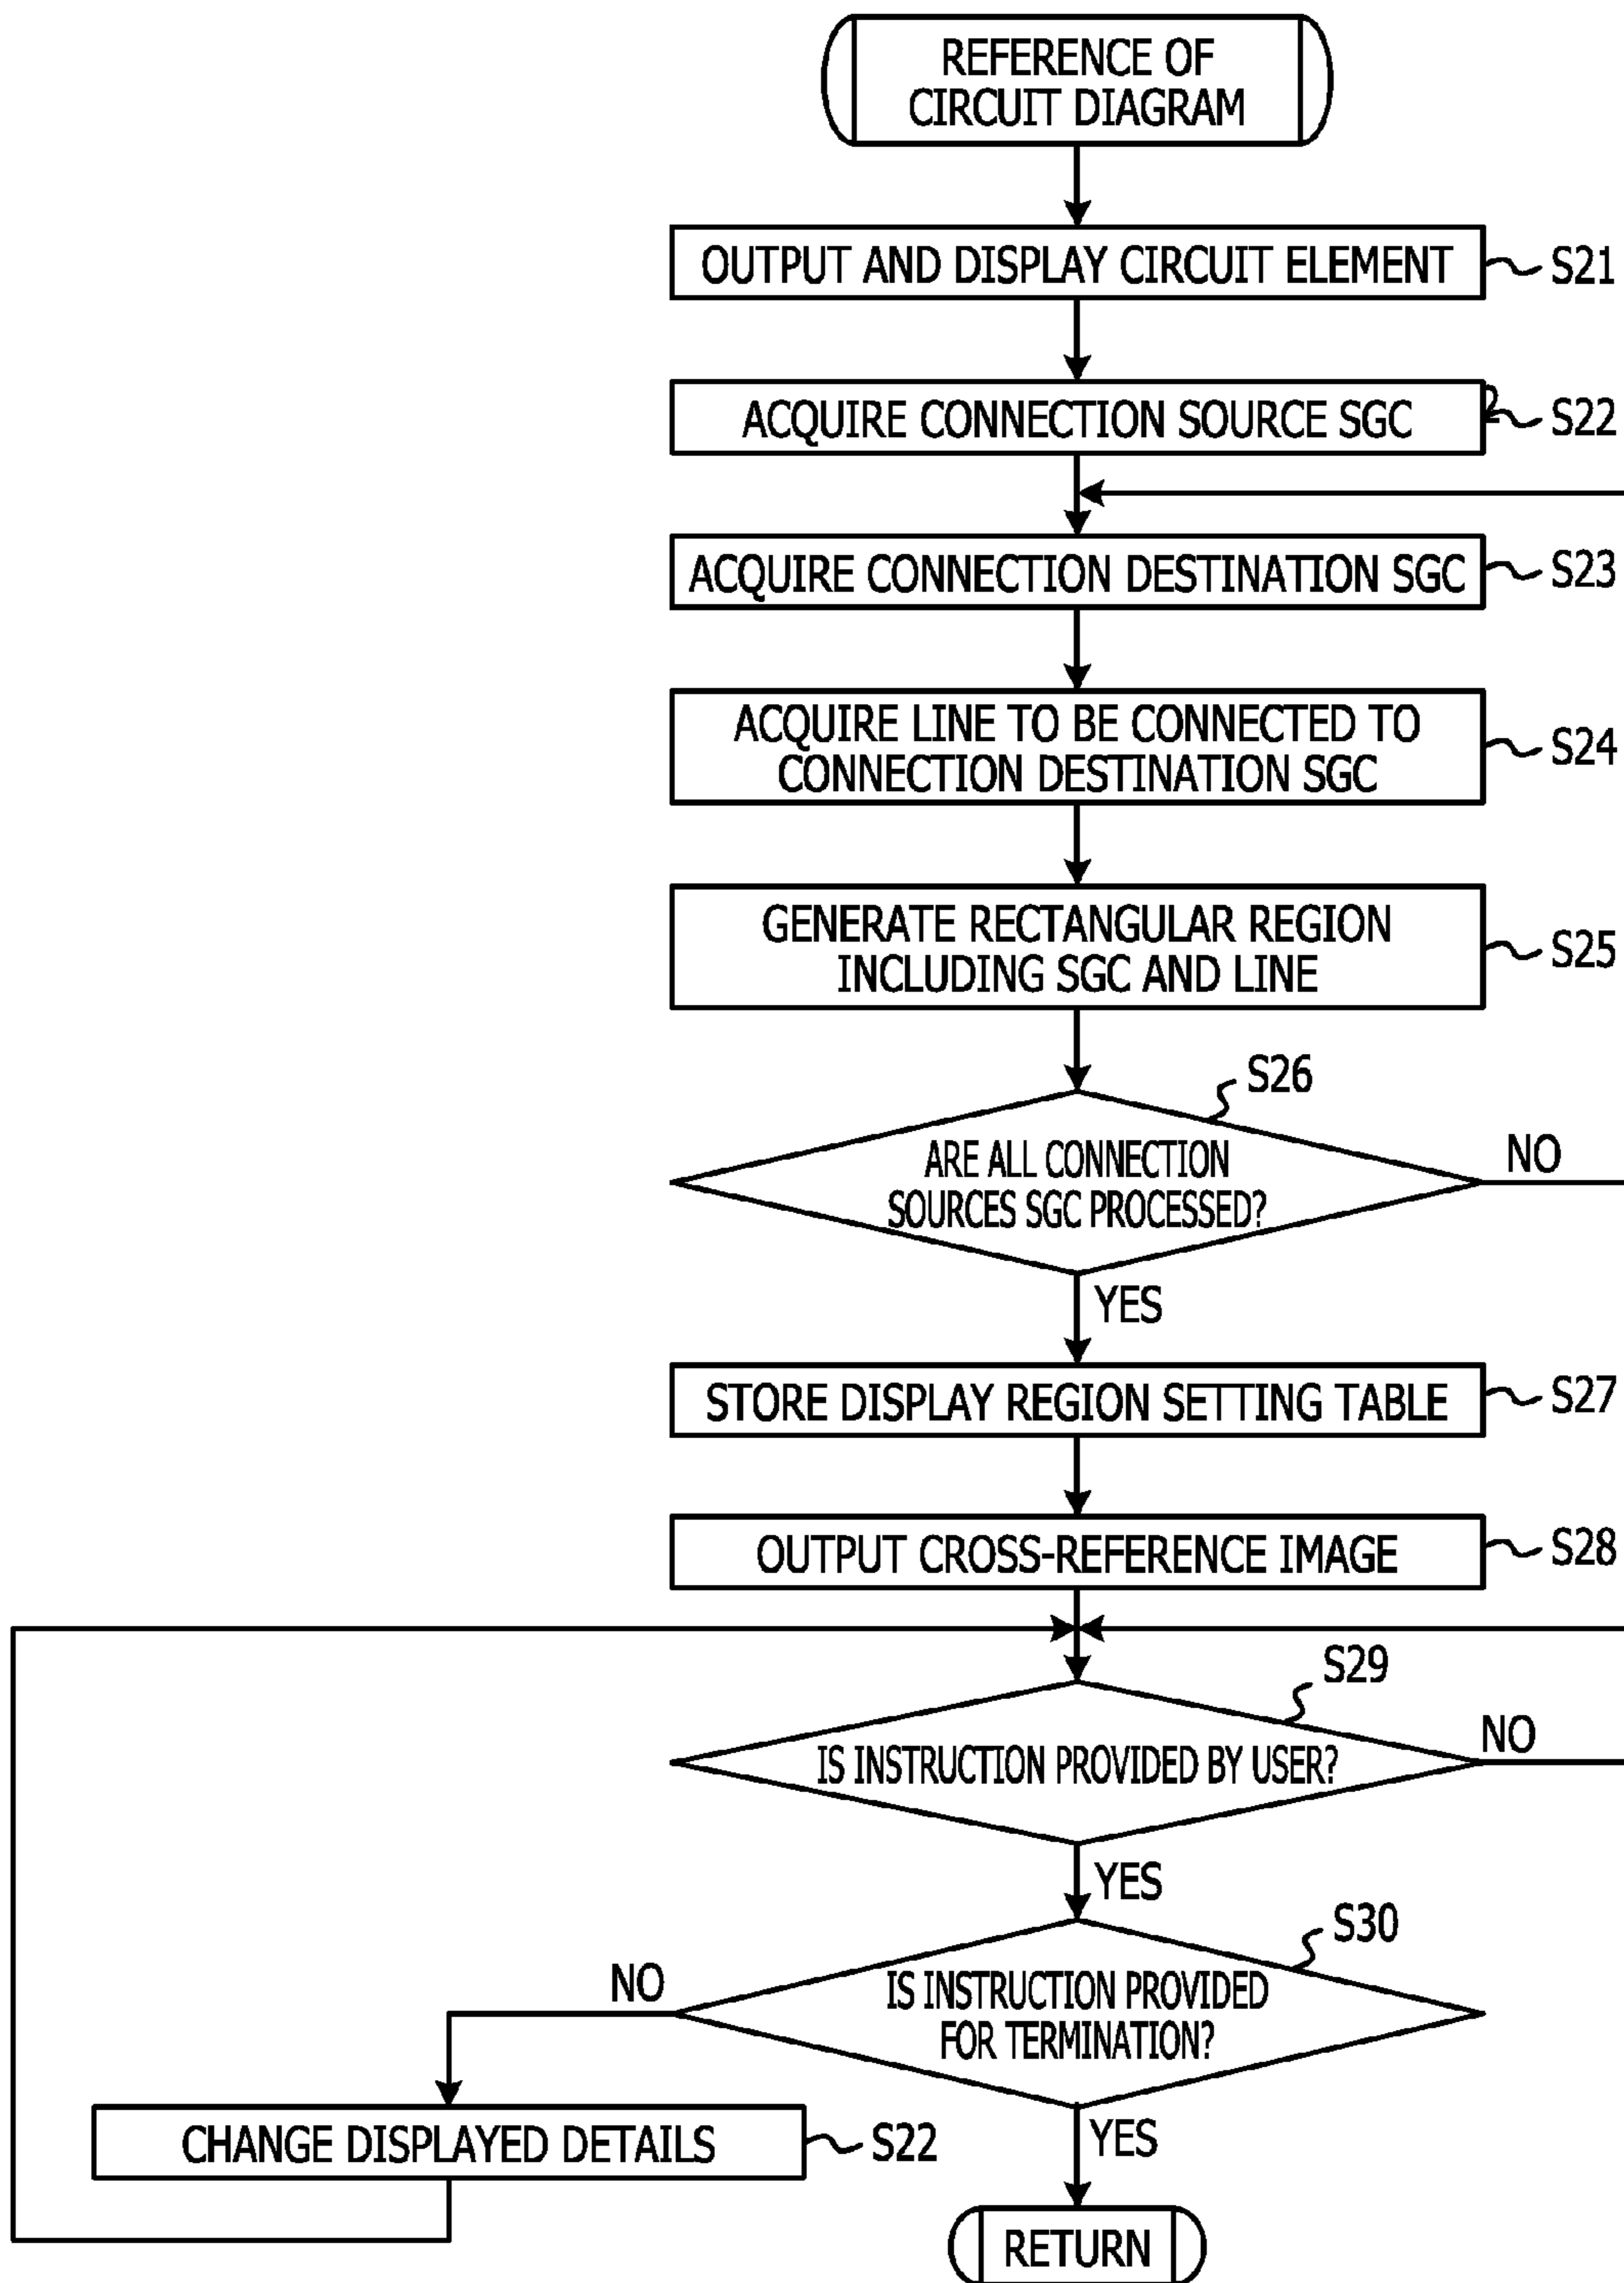 REFERENCE OF
CIRCUIT DIAGRAM
OUTPUT AND DISPLAY CIRCUIT ELEMENT
S21
ACQUIRE CONNECTION SOURCE SGC
2
S22
ACQUIRE CONNECTION DESTINATION SGC
S23
ACQUIRE LINE TO BE CONNECTED TO
CONNECTION DESTINATION SGC
S24
GENERATE RECTANGULAR REGION
INCLUDING SGC AND LINE
S25
S26
ARE ALL CONNECTION
SOURCES SGC PROCESSED?
NO
YES
STORE DISPLAY REGION SETTING TABLE
S27
OUTPUT CROSS-REFERENCE IMAGE
S28
S29
IS INSTRUCTION PROVIDED BY USER?
NO
YES
S30
IS INSTRUCTION PROVIDED
FOR TERMINATION?
NO
CHANGE DISPLAYED DETAILS
S22
YES
RETURN